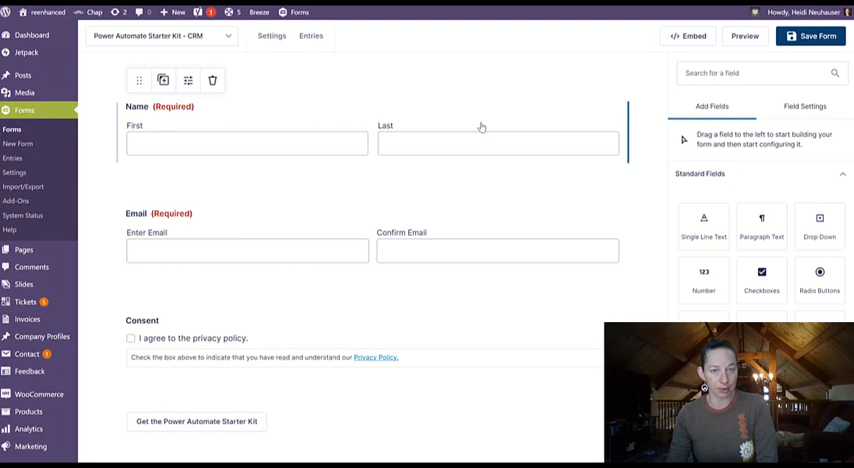 reenhanced
Chap
2
0
New
1
5
Breeze
Forms
Howdy, Heidi Neuhauser
Dashboard
Jetpack
Posts
Media
Forms
Forms
New Form
Entries
Settings
Import/Export
Add-Ons
System Status
Help
Pages
Comments
Slides
Tickets 5
Invoices
Company Profiles
Contact 1
Feedback
WooCommerce
Products
Analytics
Marketing
Power Automate Starter Kit - CRM
Settings
Entries
</> Embed
Preview
Save Form
Name (Required)
First
Last
Email (Required)
Enter Email
Confirm Email
Consent
I agree to the privacy policy.
Check the box above to indicate that you have read and understand our Privacy Policy.
Get the Power Automate Starter Kit
Search for a field
Add Fields
Field Settings
Drag a field to the left to start building your
form and then start configuring it.
Standard Fields
Single Line Text
Paragraph Text
Drop Down
123
Number
Checkboxes
Radio Buttons